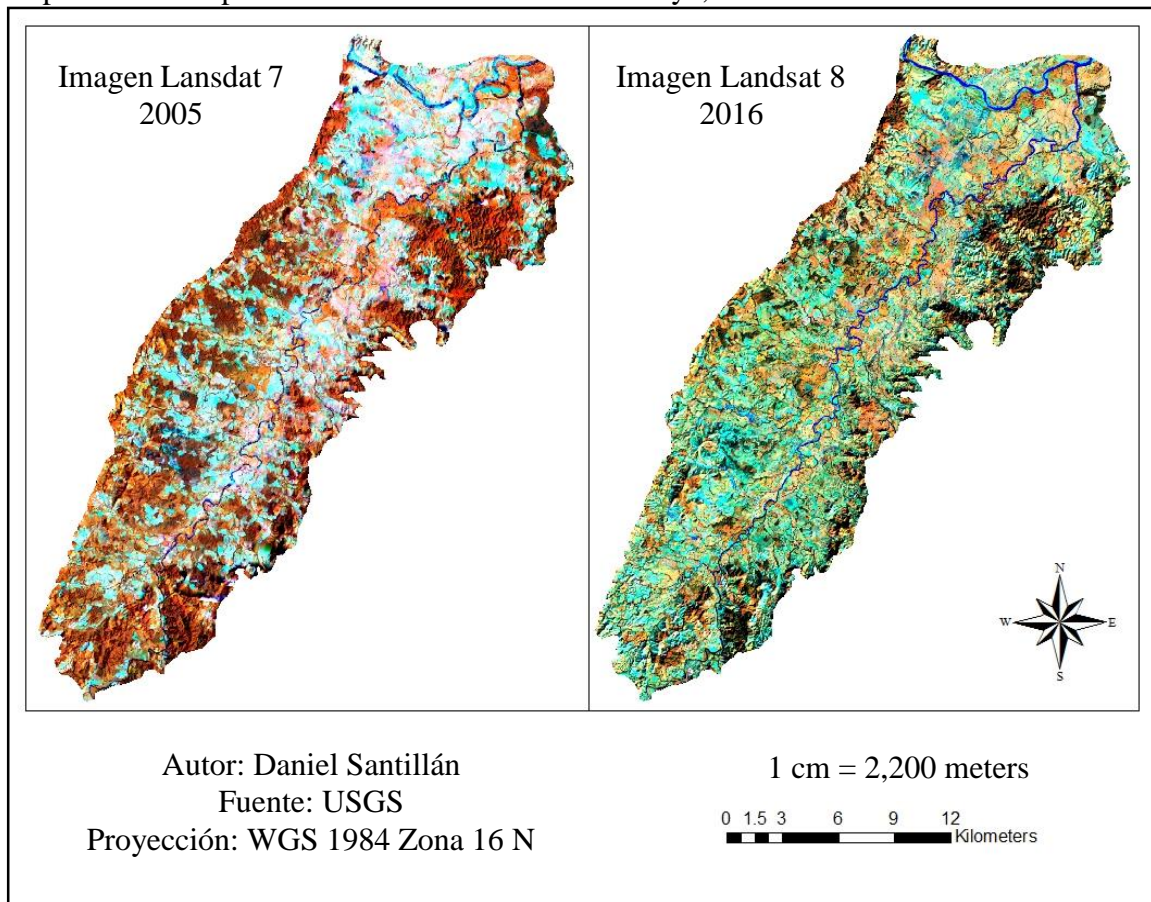 Imagen Lansdat 7
2005
Imagen Landsat 8
2016
N
W E
S
Autor: Daniel Santillán
Fuente: USGS
Proyección: WGS 1984 Zona 16 N
1 cm = 2,200 meters
0 1.5 3 6 9 12
Kilometers